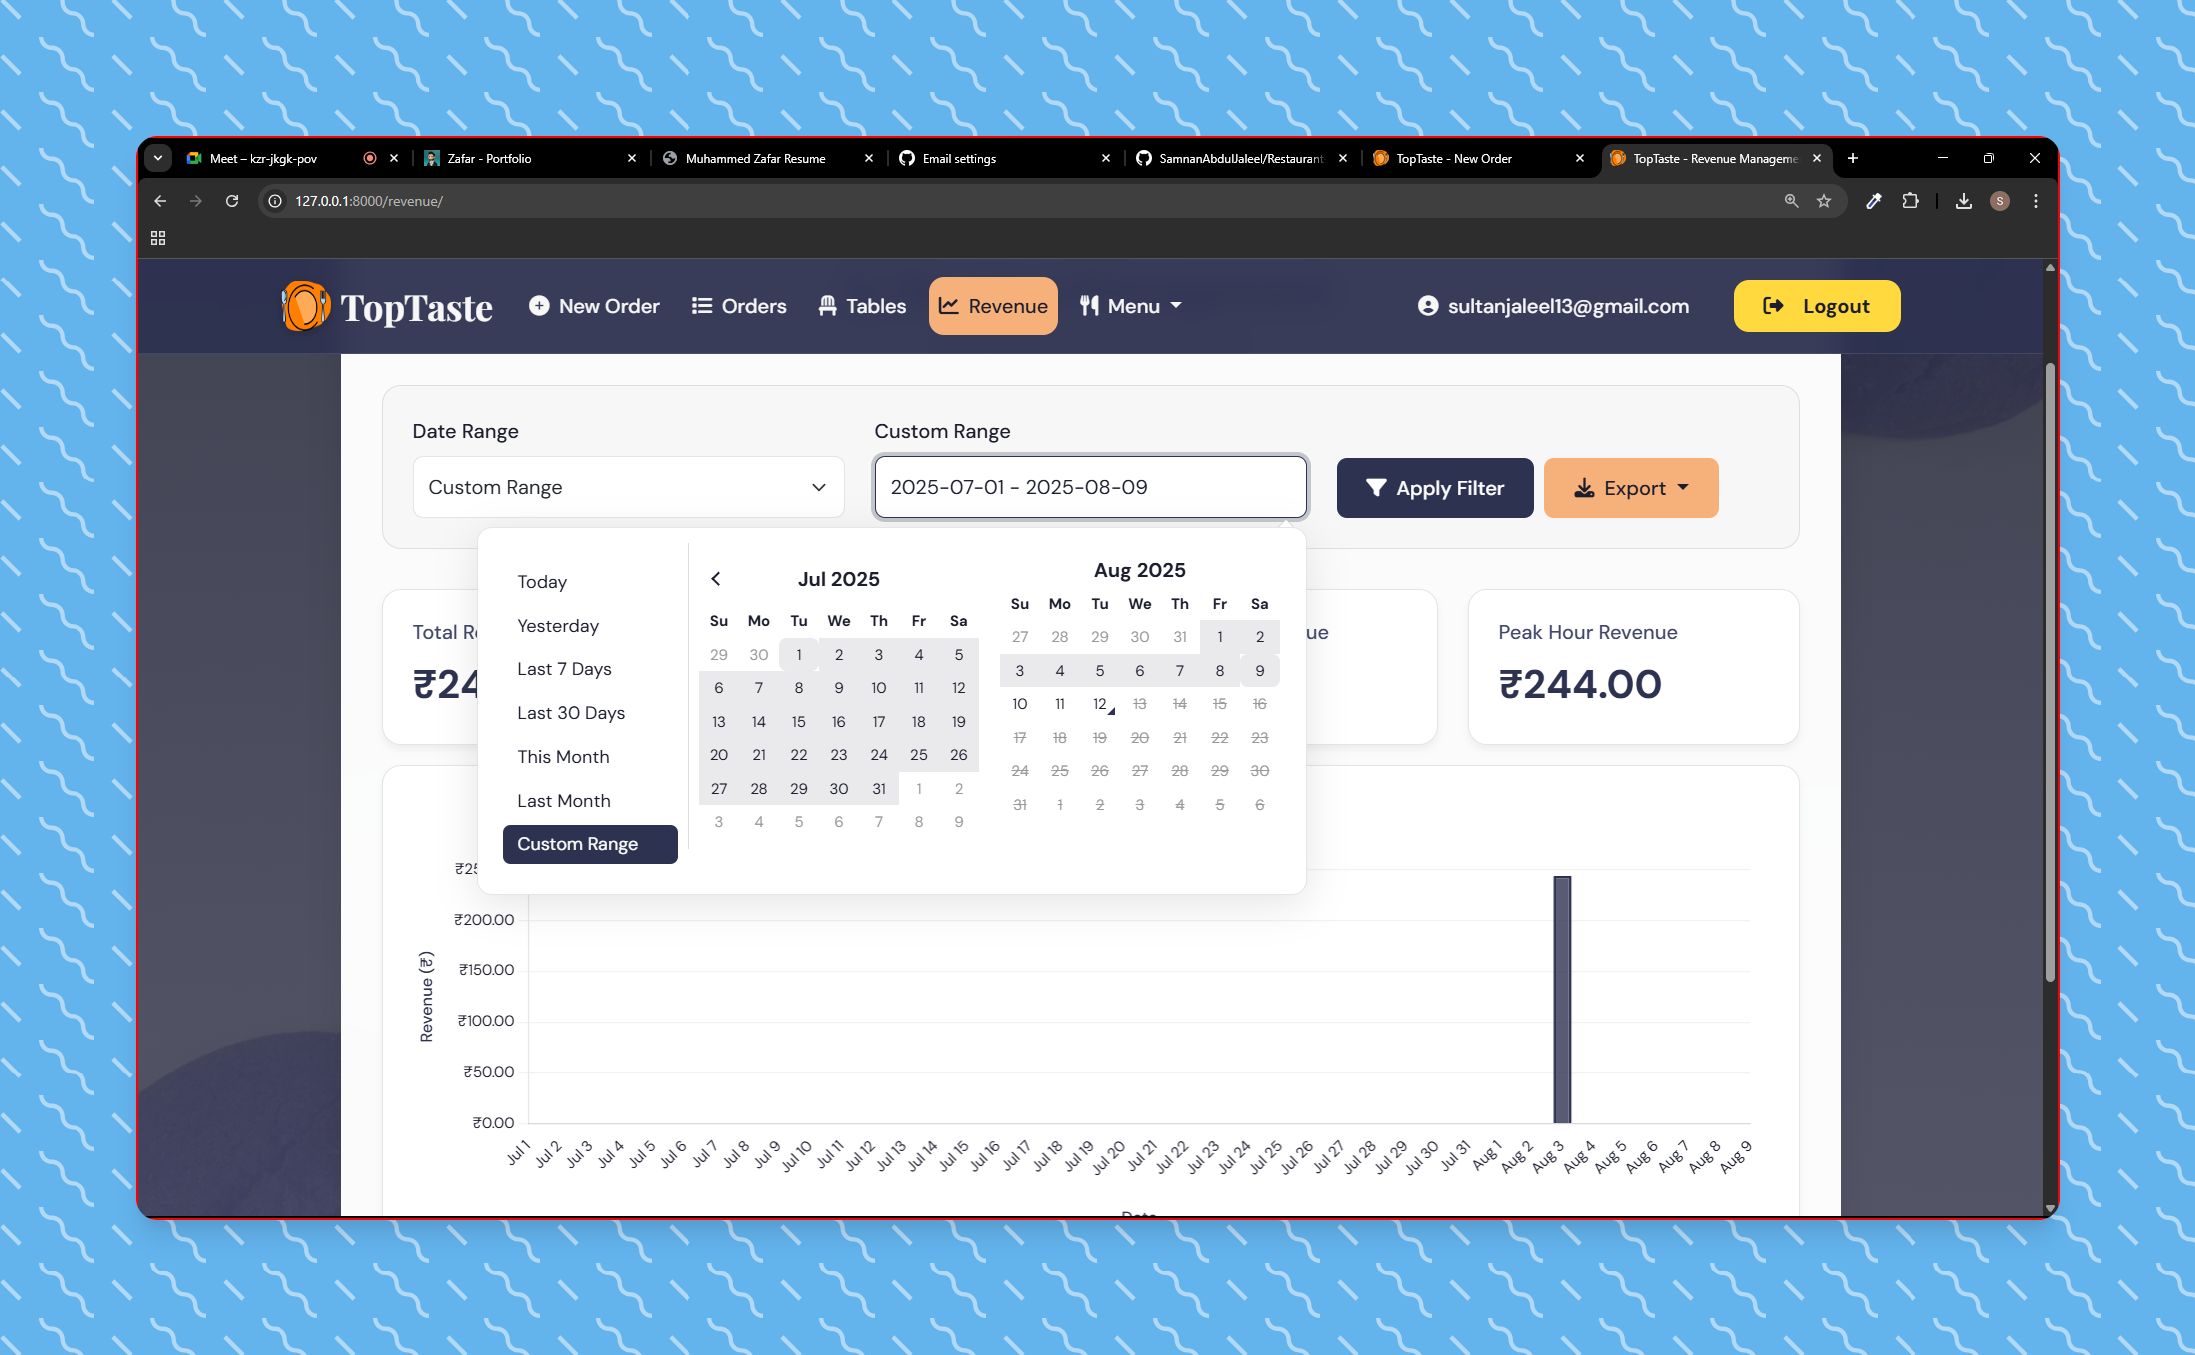 Meet – kzr-jkgk-pov
Zafar - Portfolio
Muhammed Zafar Resume
Email settings
SamnanAbdulJaleel/Restaurant
TopTaste - New Order
TopTaste - Revenue Manageme
127.0.0.1:8000/revenue/
S
TopTaste
New Order
Orders
Tables
Revenue
Menu
sultanjaleel13@gmail.com
Logout
Date Range
Custom Range
Custom Range
2025-07-01 - 2025-08-09
Apply Filter
Export
Today
Yesterday
Last 7 Days
Last 30 Days
This Month
Last Month
Custom Range
Jul 2025
Su Mo Tu We Th Fr Sa
29 30 1 2 3 4 5
6 7 8 9 10 11 12
13 14 15 16 17 18 19
20 21 22 23 24 25 26
27 28 29 30 31 1 2
3 4 5 6 7 8 9
Aug 2025
Su Mo Tu We Th Fr Sa
27 28 29 30 31 1 2
3 4 5 6 7 8 9
10 11 12 13 14 15 16
17 18 19 20 21 22 23
24 25 26 27 28 29 30
31 1 2 3 4 5 6
Total R
₹24
ue
Peak Hour Revenue
₹244.00
Revenue (₹)
₹25
₹200.00
₹150.00
₹100.00
₹50.00
₹0.00
Jul 1 Jul 2 Jul 3 Jul 4 Jul 5 Jul 6 Jul 7 Jul 8 Jul 9 Jul 10 Jul 11 Jul 12 Jul 13 Jul 14 Jul 15 Jul 16 Jul 17 Jul 18 Jul 19 Jul 20 Jul 21 Jul 22 Jul 23 Jul 24 Jul 25 Jul 26 Jul 27 Jul 28 Jul 29 Jul 30 Jul 31 Aug 1 Aug 2 Aug 3 Aug 4 Aug 5 Aug 6 Aug 7 Aug 8 Aug 9